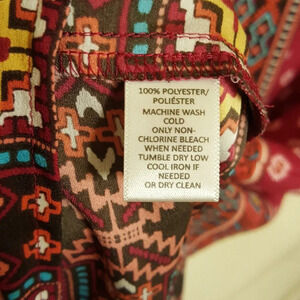 100% POLYESTER/
POLIÉSTER
MACHINE WASH
COLD
ONLY NON-
CHLORINE BLEACH
WHEN NEEDED
TUMBLE DRY LOW
COOL IRON IF
NEEDED
OR DRY CLEAN